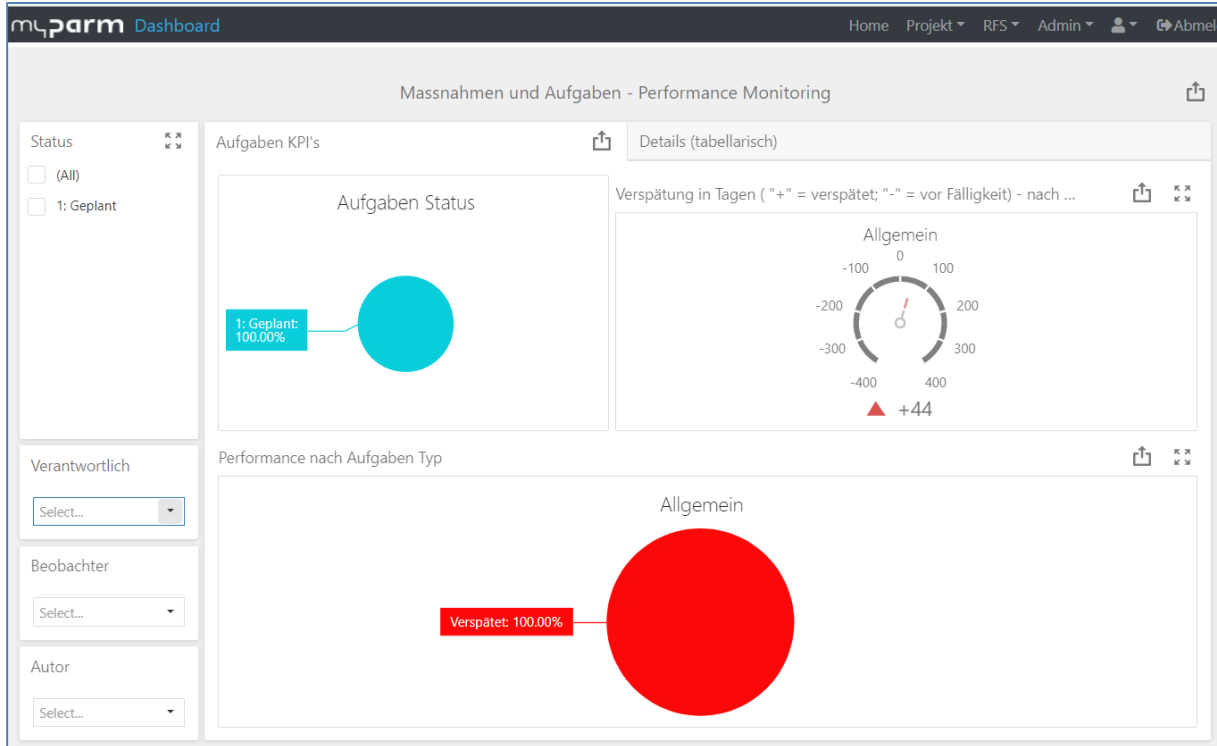 myparm Dashboard
Home Projekt RFS Admin Abmel
Massnahmen und Aufgaben - Performance Monitoring
Status
(All)
1: Geplant
Aufgaben KPI's
Details (tabellarisch)
Aufgaben Status
1: Geplant:
100.00%
Verspätung in Tagen ( "+" = verspätet; "-" = vor Fälligkeit) - nach ...
Allgemein
0
-100 100
-200 200
-300 300
-400 400
+44
Verantwortlich
Select...
Beobachter
Select...
Autor
Select...
Performance nach Aufgaben Typ
Allgemein
Verspätet: 100.00%